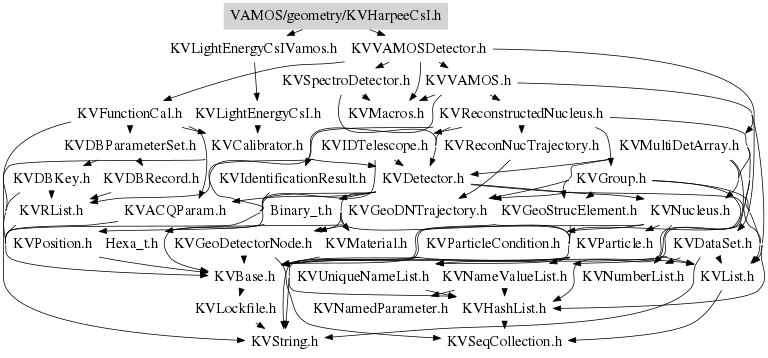 VAMOS/geometry/KVHarpeeCsI.h
KVLightEnergyCsIVamos.h KVVAMOSDetector.h
KVSpectroDetector.h KVVAMOS.h
KVFunctionCal.h KVLightEnergyCsI.h KVMacros.h KVReconstructedNucleus.h
KVDBParameterSet.h KVCalibrator.h KVIDTelescope.h KVReconNucTrajectory.h KVMultiDetArray.h
KVDBKey.h KVDBRecord.h KVIdentificationResult.h KVDetector.h KVGroup.h
KVRList.h KVACQParam.h Binary_t.h KVGeoDNTrajectory.h KVGeoStrucElement.h KVNucleus.h
KVPosition.h Hexa_t.h KVGeoDetectorNode.h KVMaterial.h KVParticleCondition.h KVParticle.h KVDataSet.h
KVBase.h KVUniqueNameList.h KVNameValueList.h KVNumberList.h KVList.h
KVLockfile.h KVNamedParameter.h KVHashList.h
KVString.h KVSeqCollection.h